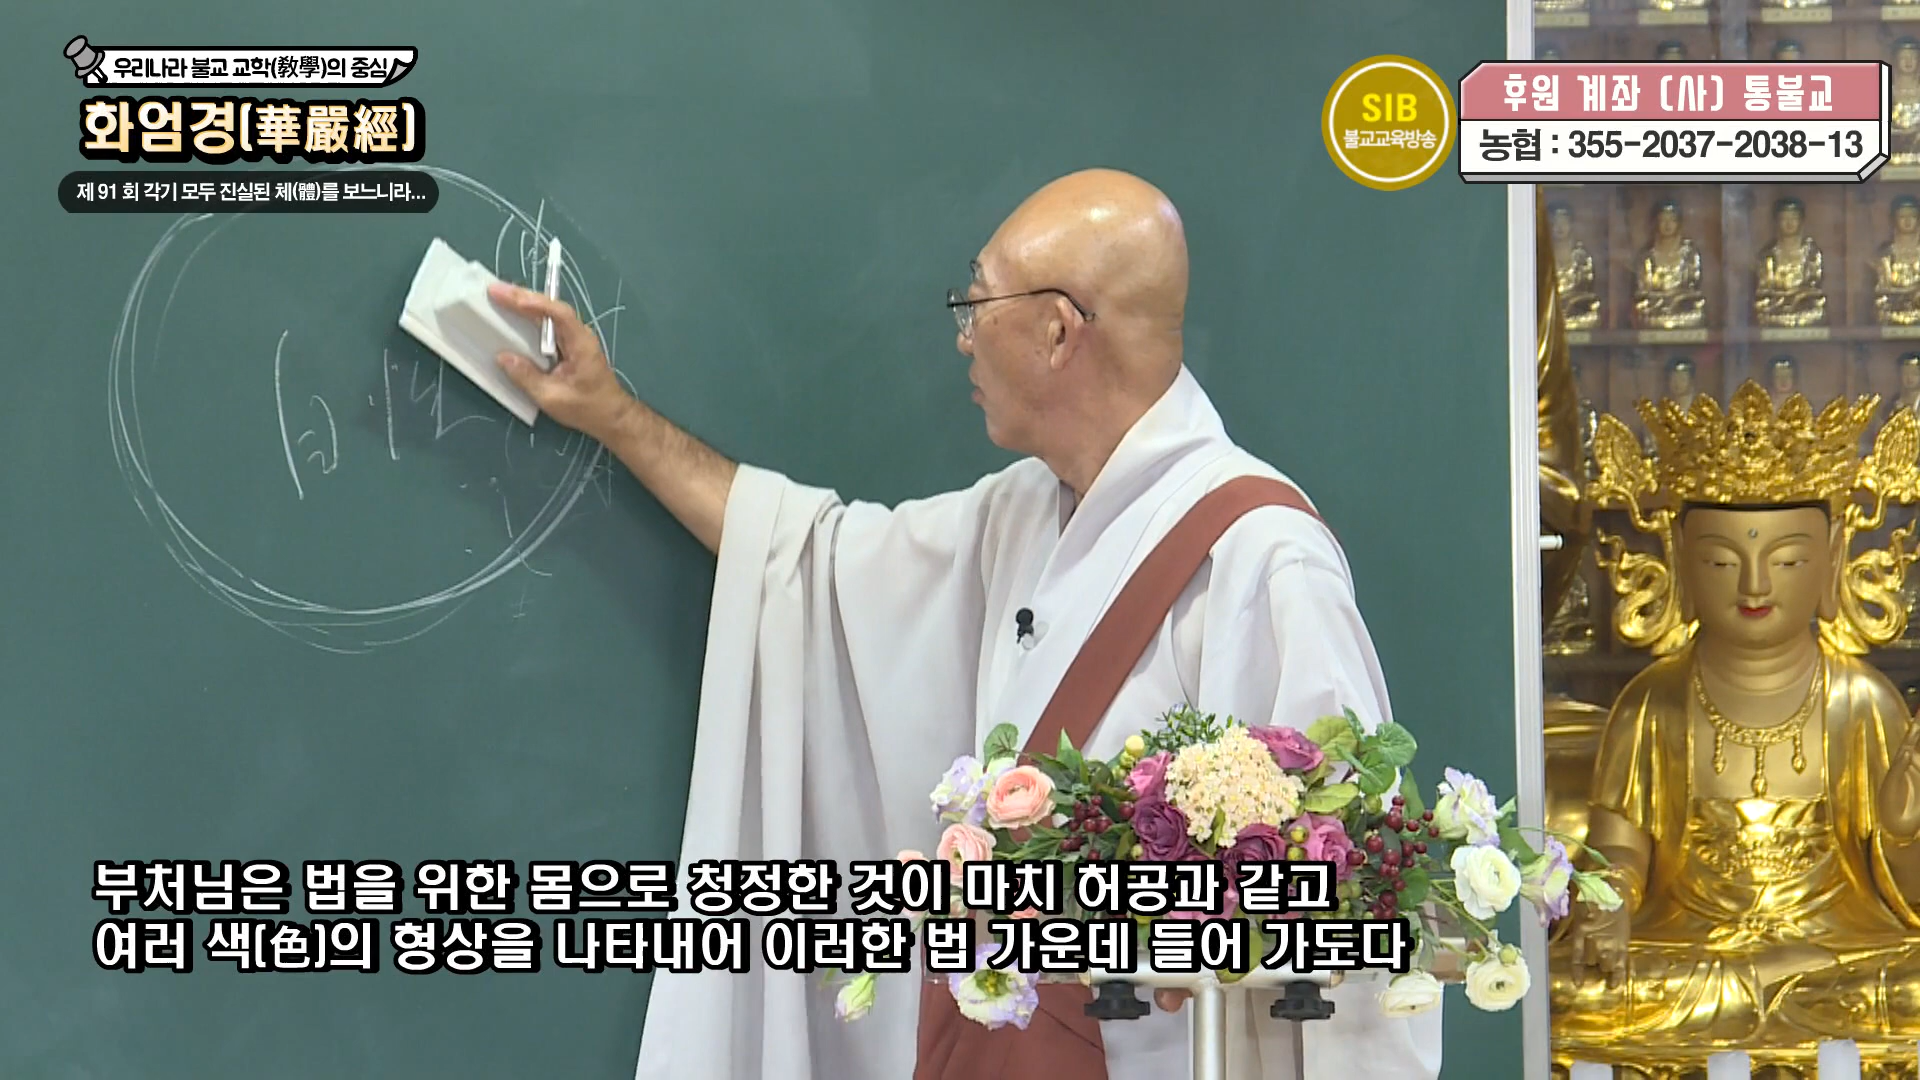 우리나라 불교 교학(敎學)의 중심
화엄경(華嚴經)
제 91 회 각기 모두 진실된 체(體)를 보느니라...
SIB
불교교육방송
후원 계좌 (사) 통불교
농협 : 355-2037-2038-13
부처님은 법을 위한 몸으로 청정한 것이 마치 허공과 같고
여러 색(色)의 형상을 나타내어 이러한 법 가운데 들어 가도다